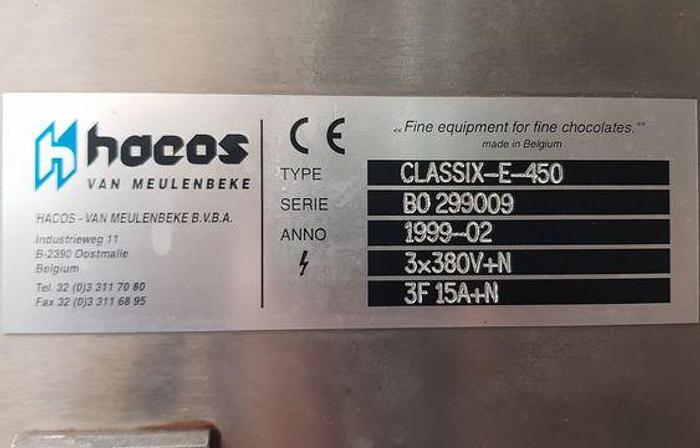 hacos
VAN MEULENBEKE
HACOS - VAN MEULENBEKE B.V.B.A.
Industrieweg 11
B-2390 Oostmalle
Belgium
Tel. 32 (0)3 311 70 80
Fax 32 (0)3 311 68 95
CE
«Fine equipment for fine chocolates.»
made in Belgium
TYPE CLASSIX-E-450
SERIE BO 299009
ANNO 1999-02
3x380V+N
3F 15A+N